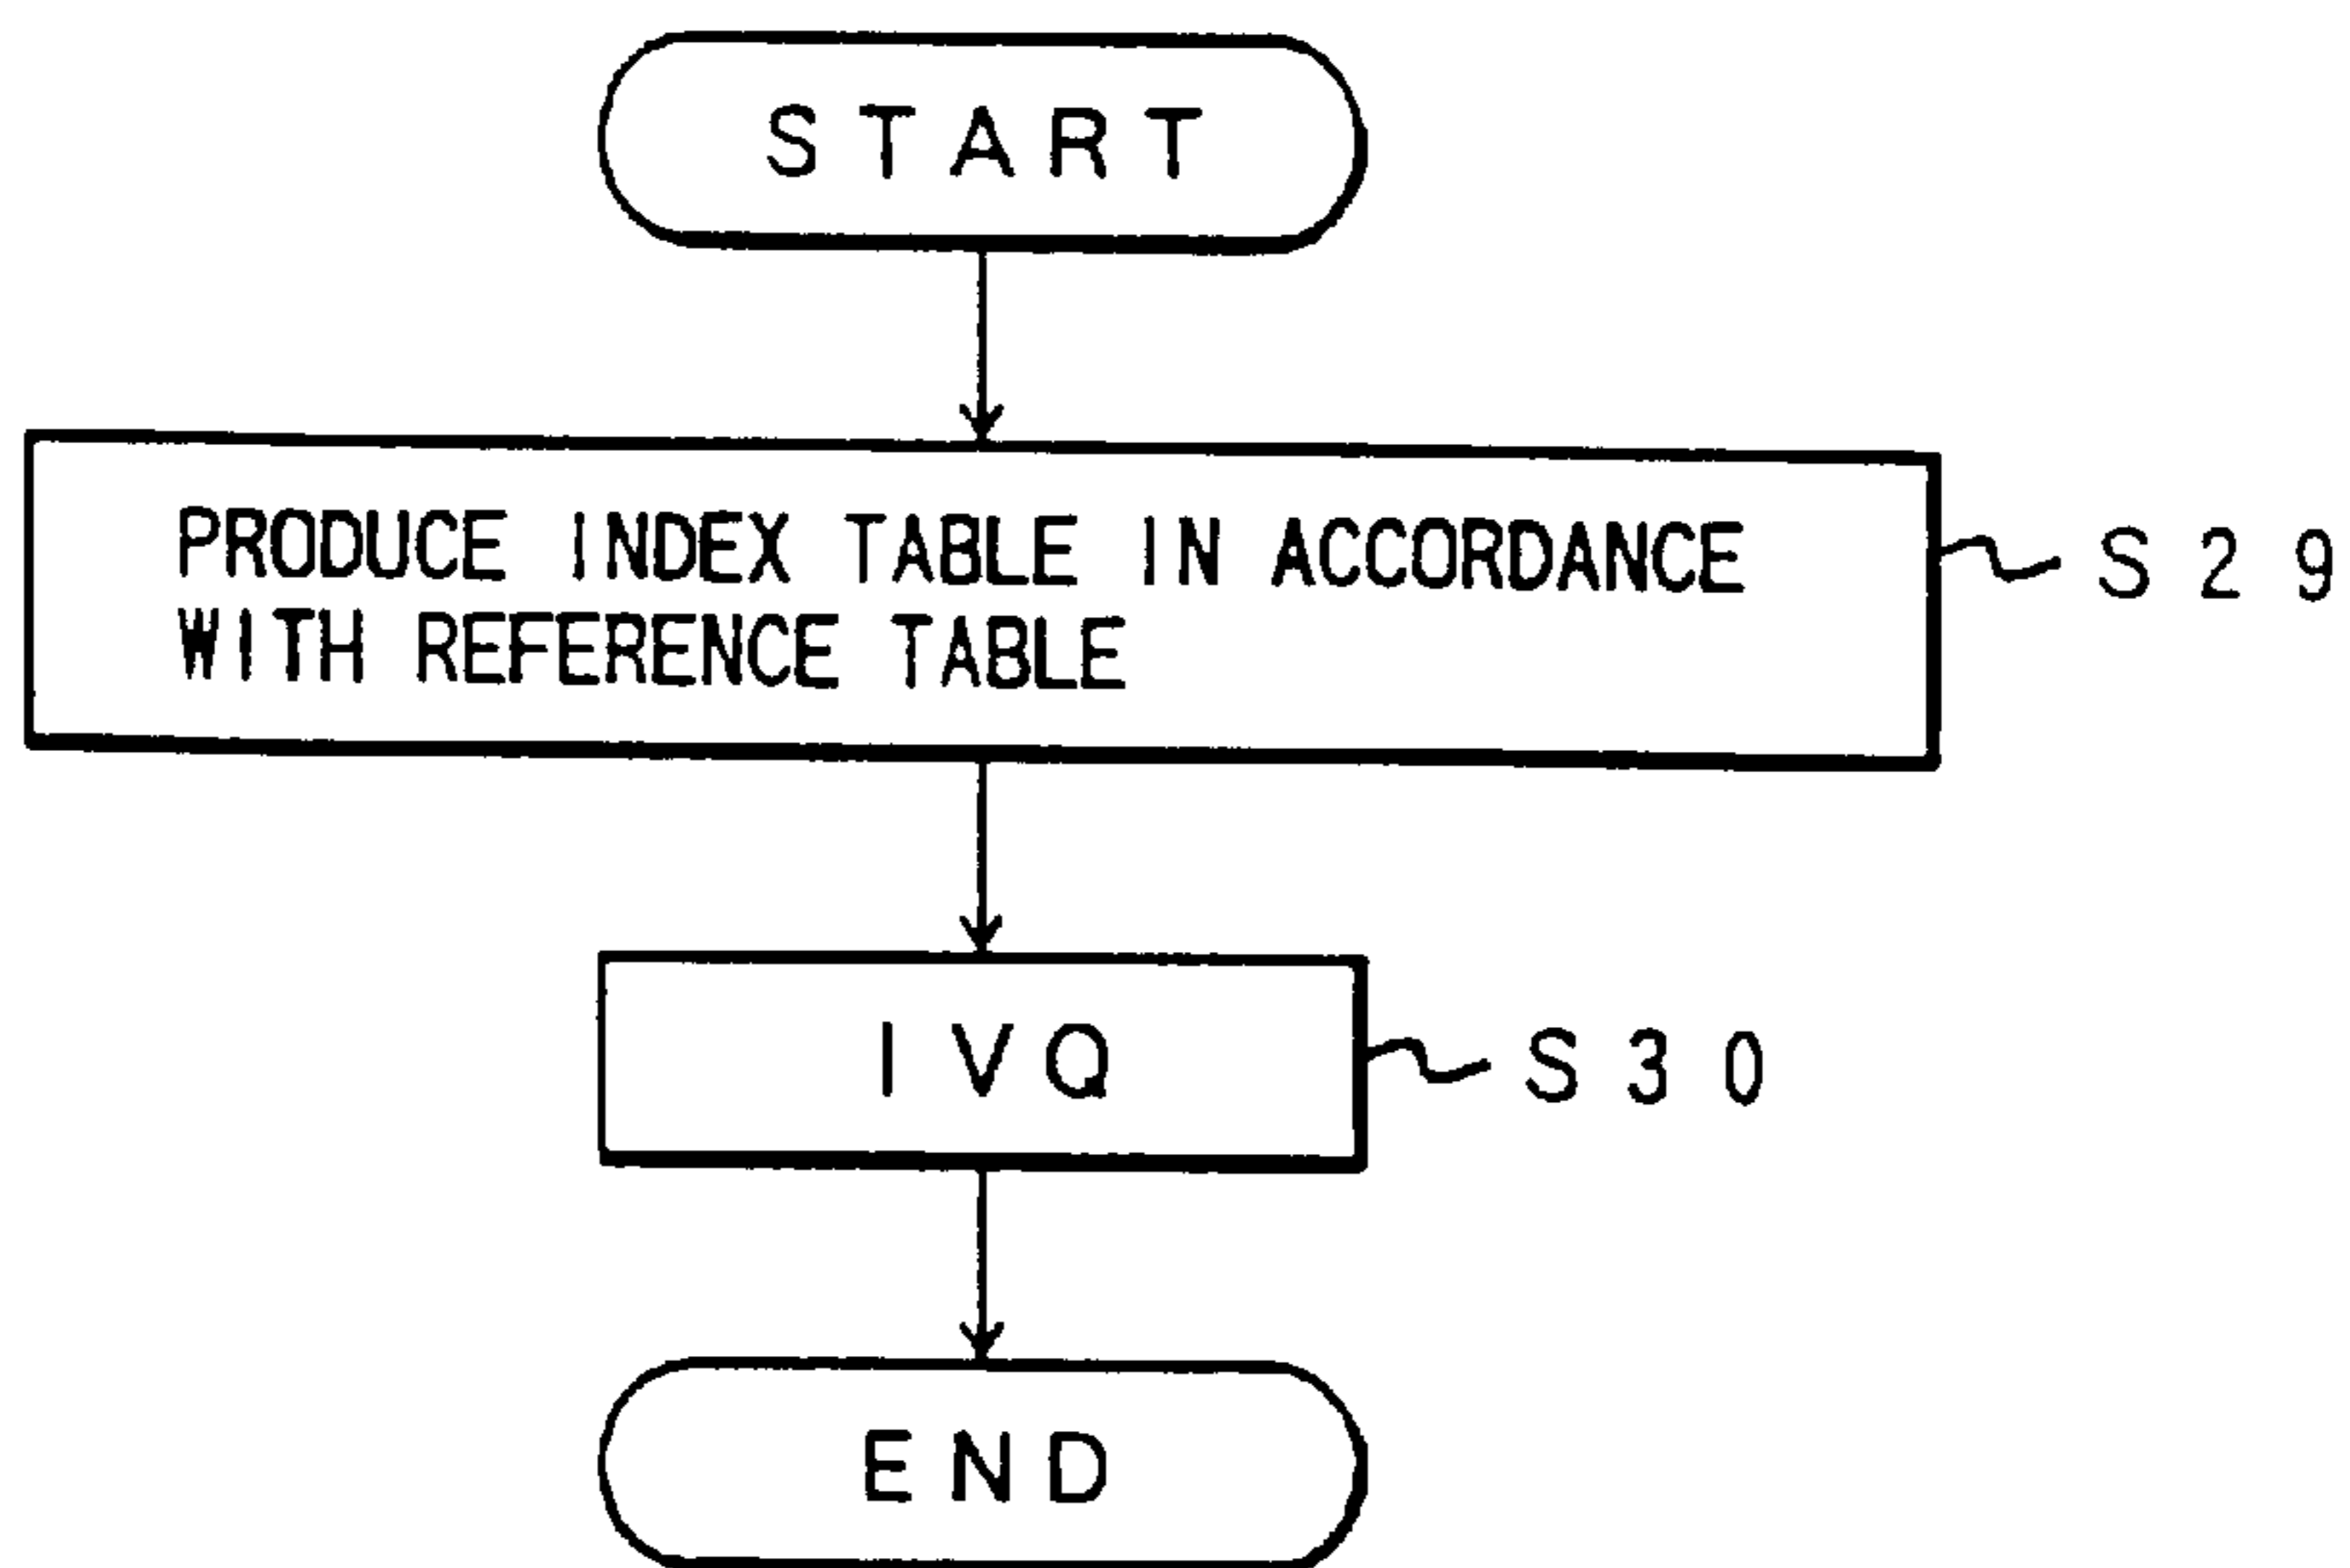 START
PRODUCE INDEX TABLE IN ACCORDANCE
WITH REFERENCE TABLE
S29
IVQ
S30
END